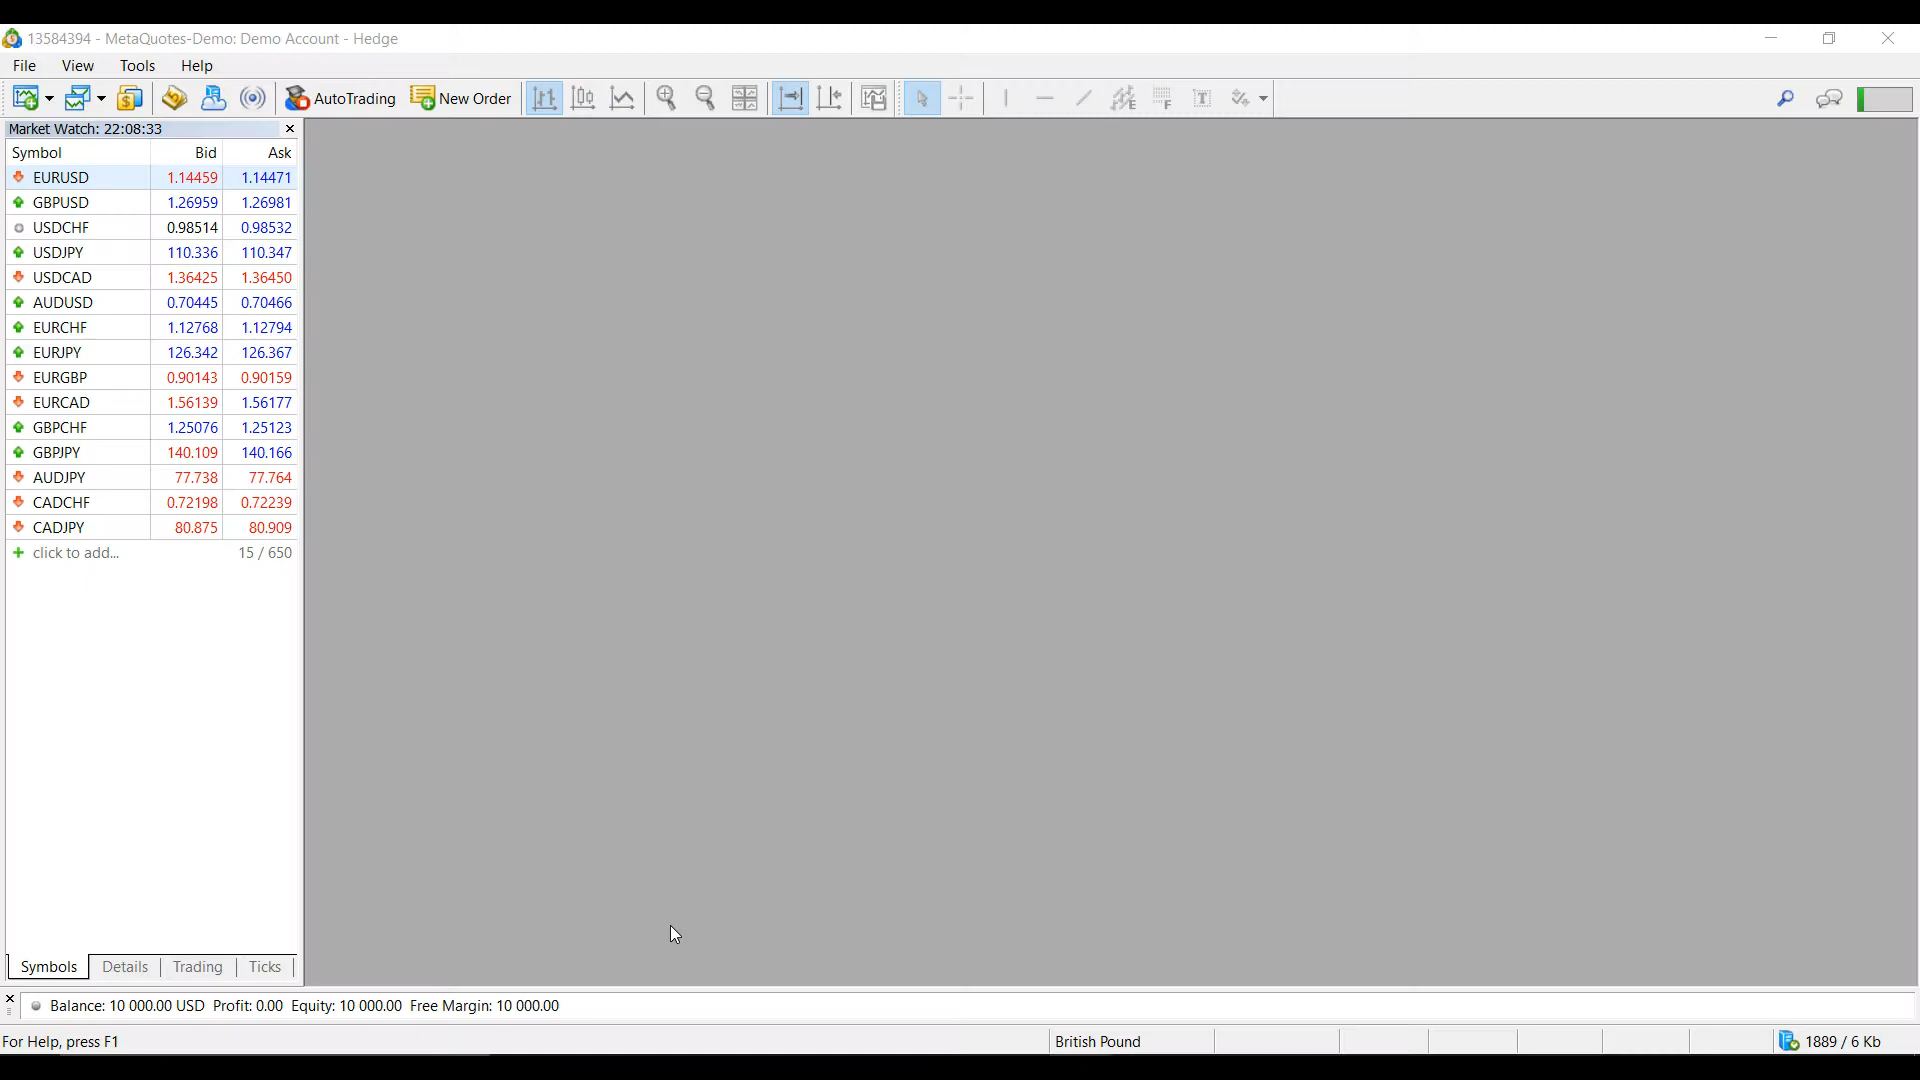 13584394 - MetaQuotes-Demo: Demo Account - Hedge
File View Tools Help
AutoTrading New Order
Market Watch: 22:08:33
Symbol Bid Ask
EURUSD 1.14459 1.14471
GBPUSD 1.26959 1.26981
USDCHF 0.98514 0.98532
USDJPY 110.336 110.347
USDCAD 1.36425 1.36450
AUDUSD 0.70445 0.70466
EURCHF 1.12768 1.12794
EURJPY 126.342 126.367
EURGBP 0.90143 0.90159
EURCAD 1.56139 1.56177
GBPCHF 1.25076 1.25123
GBPJPY 140.109 140.166
AUDJPY 77.738 77.764
CADCHF 0.72198 0.72239
CADJPY 80.875 80.909
click to add... 15 / 650
Symbols Details Trading Ticks
Balance: 10 000.00 USD Profit: 0.00 Equity: 10 000.00 Free Margin: 10 000.00
For Help, press F1 British Pound 1889 / 6 Kb